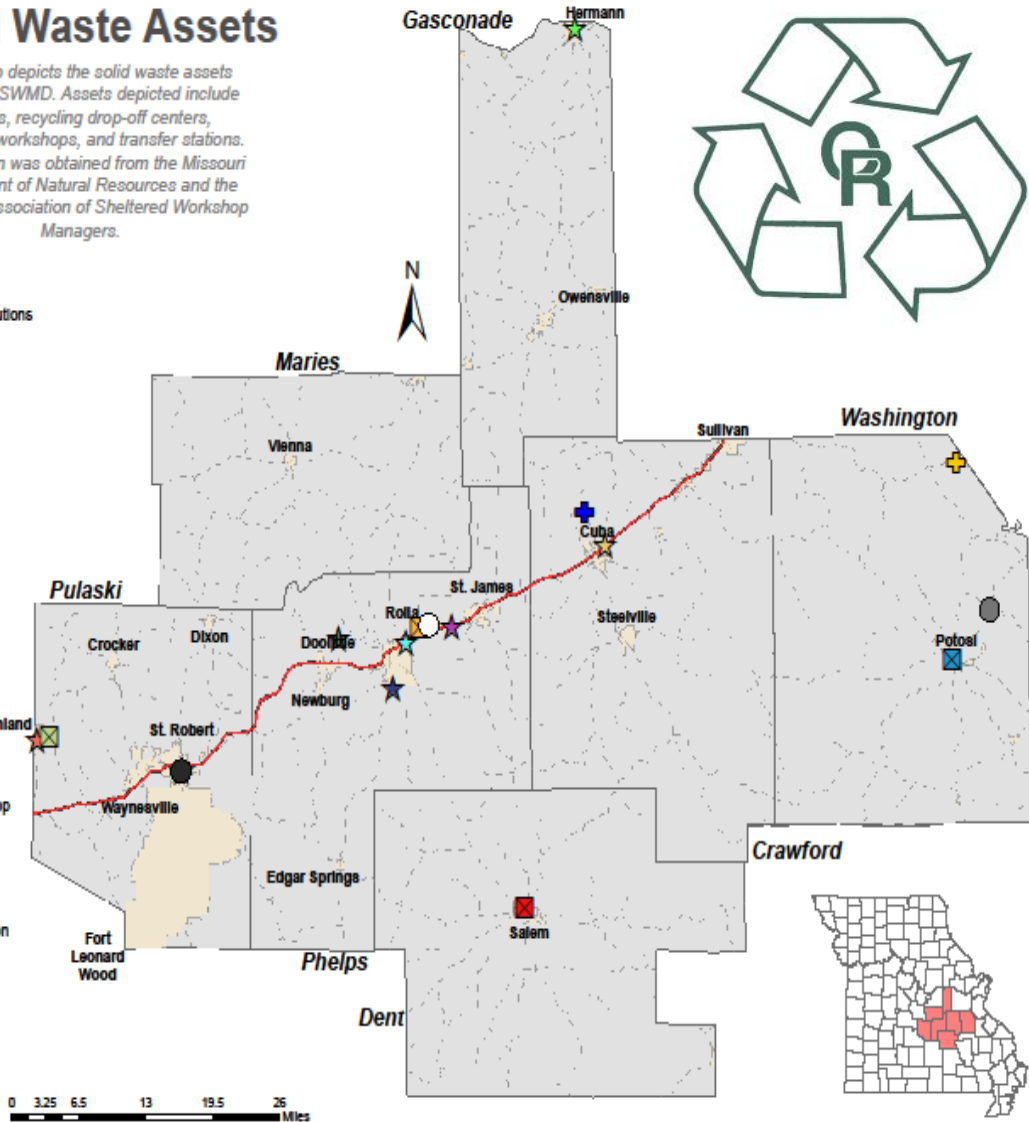 Waste Assets
depicts the solid waste assets
SWMD. Assets depicted include
recycling drop-off centers,
workshops, and transfer stations.
was obtained from the Missouri
of Natural Resources and the
of Sheltered Workshop
Managers.
Gasconade
Hermann
OR
N
Owensville
Maries
Vienna
Washington
Sullivan
Cuba
Pulaski
St. James
Rolla
Steelville
Crocker
Dixon
Potosi
Newburg
St. Robert
Waynesville
Crawford
Edgar Springs
Salem
Fort
Leonard
Wood
Phelps
Dent
0 3.25 6.5 13 19.5 26
Miles